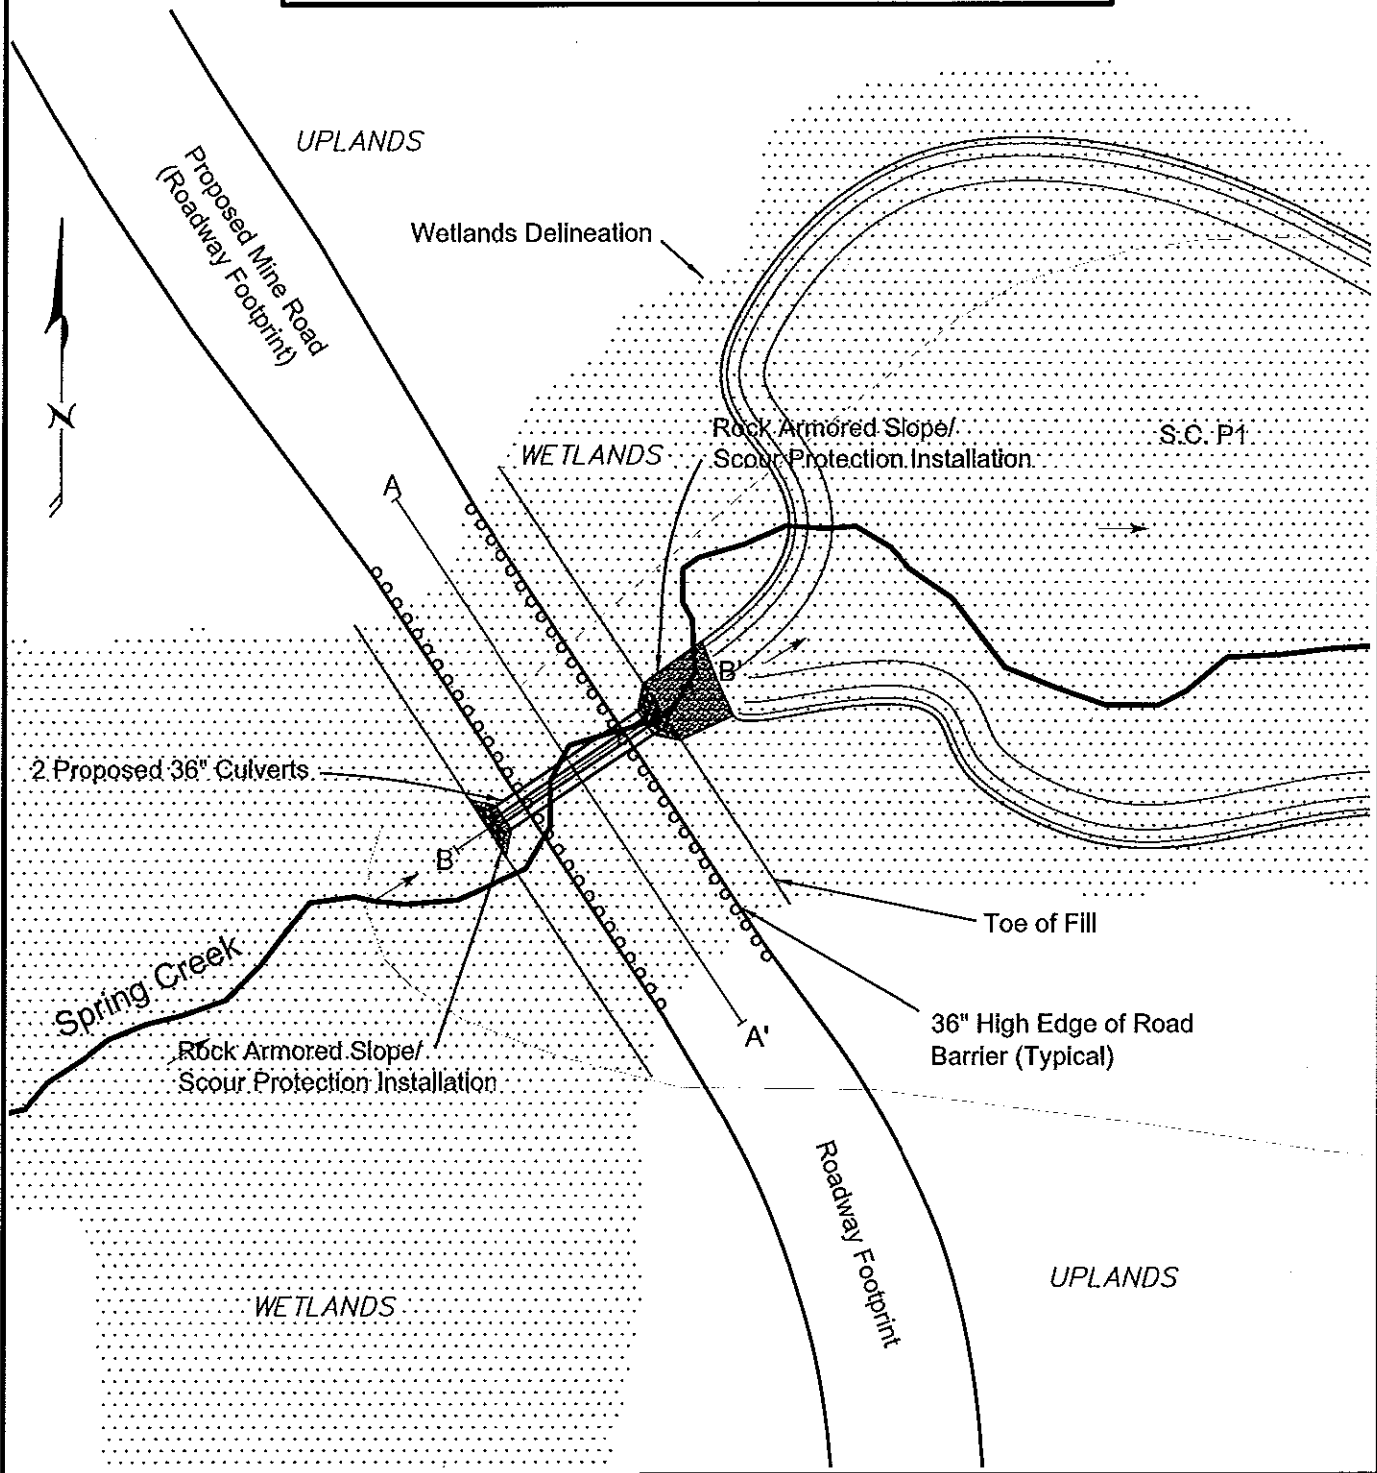 UPLANDS
Proposed Mine Road
(Roadway Footprint)
Wetlands Delineation
N
Rock Armored Slope/
Scour Protection Installation
S.C. P1
WETLANDS
A
B'
2 Proposed 36" Culverts
B
Toe of Fill
Spring Creek
36" High Edge of Road
Barrier (Typical)
A'
Rock Armored Slope/
Scour Protection Installation
Roadway Footprint
UPLANDS
WETLANDS